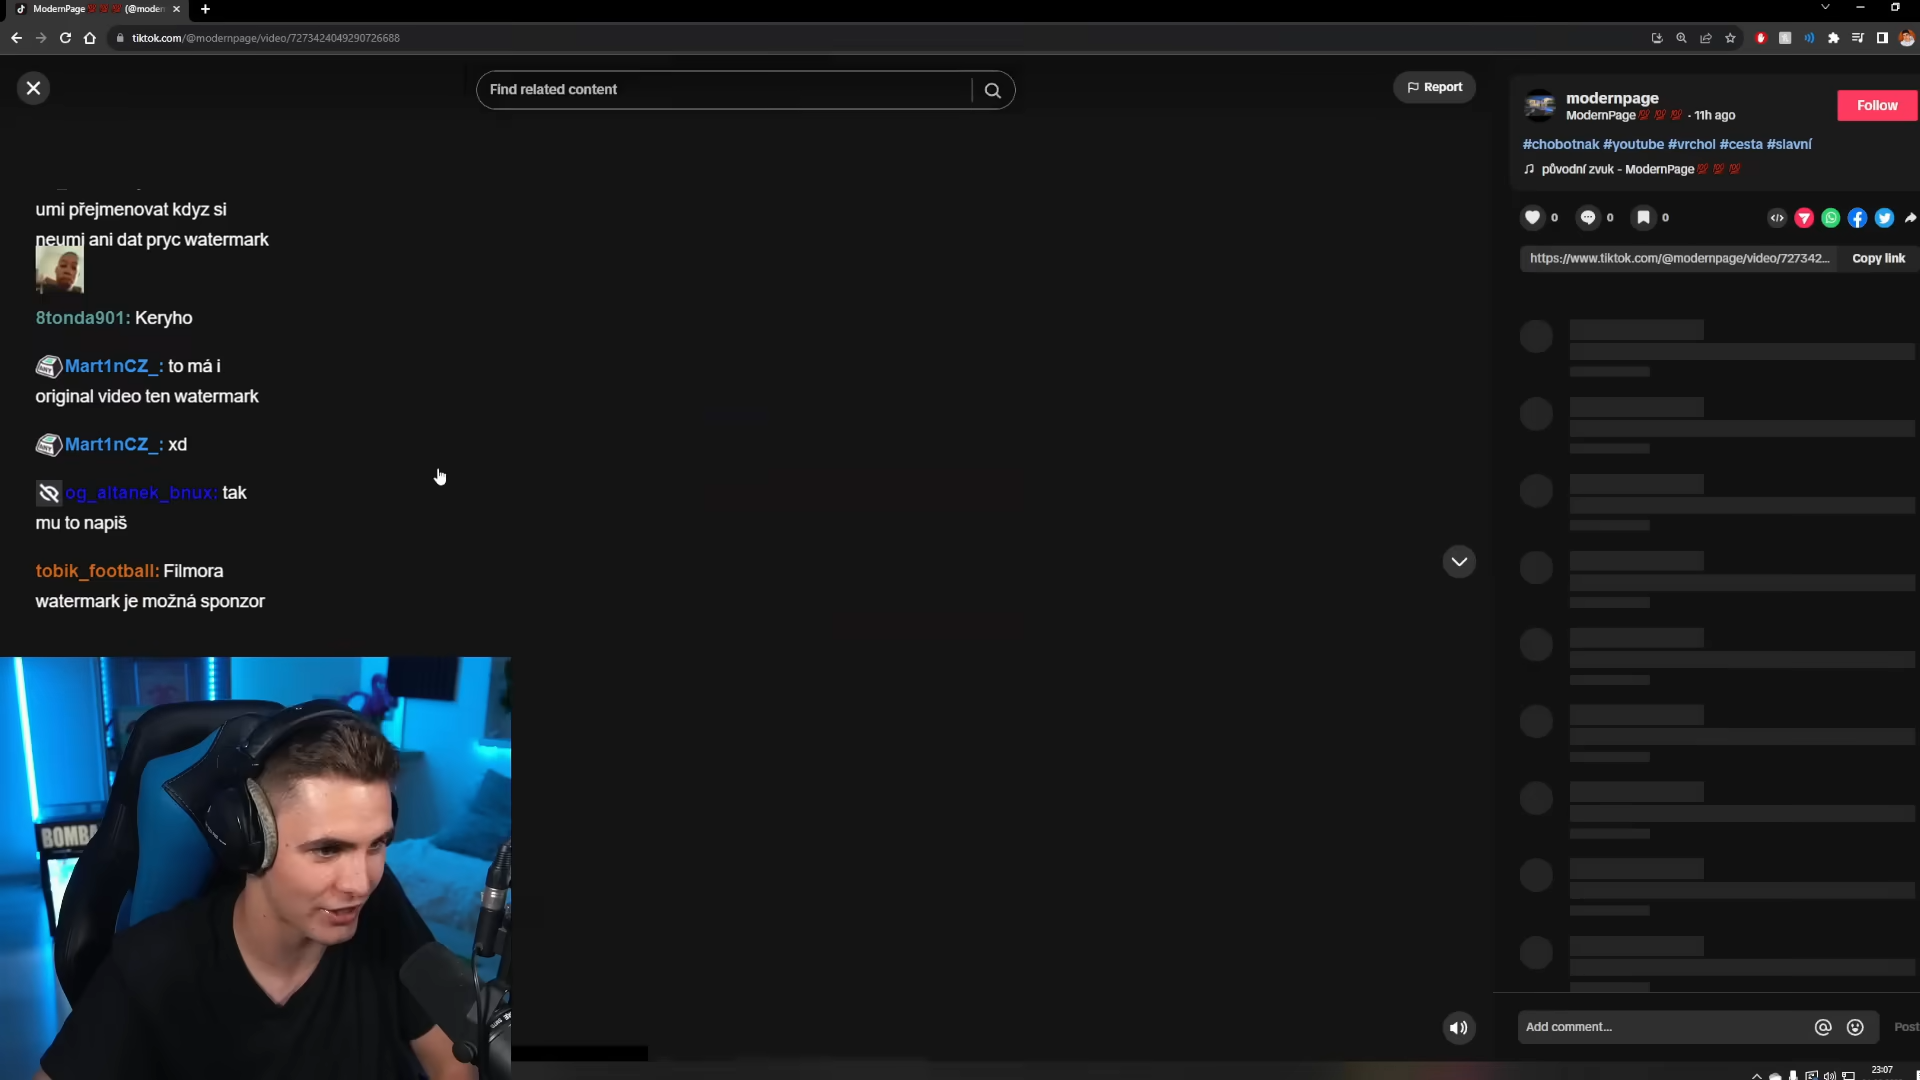 ModernPage💯💯💯 (@moder
tiktok.com/@modernpage/video/7273424049290726688
Find related content
Report
modernpage
ModernPage💯💯💯 · 11h ago
Follow
#chobotnak #youtube #vrchol #cesta #slavní
původní zvuk - ModernPage💯💯💯
0
0
0
https://www.tiktok.com/@modernpage/video/727342...
Copy link
umi přejmenovat kdyz si
neumi ani dat pryc watermark
8tonda901: Keryho
Mart1nCZ_: to má i
original video ten watermark
Mart1nCZ_: xd
og_altanek_bnux: tak
mu to napiš
tobik_football: Filmora
watermark je možná sponzor
BOMBA
Add comment...
Post
23:07